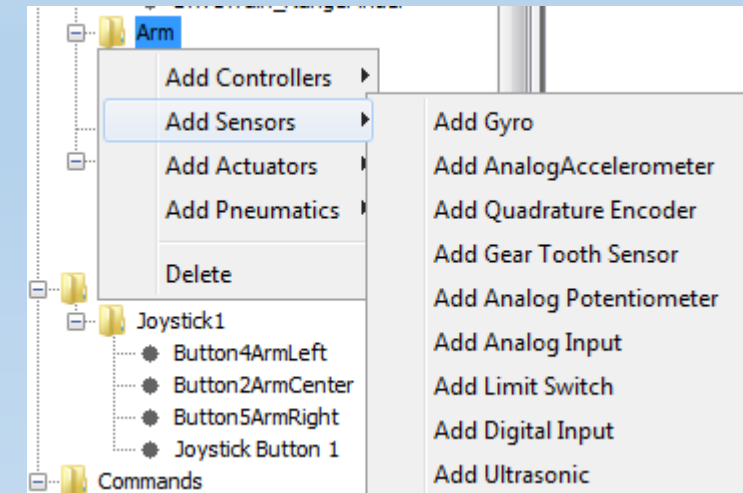 Arm
Add Controllers
Add Sensors
Add Actuators
Add Pneumatics
Delete
Add Gyro
Add AnalogAccelerometer
Add Quadrature Encoder
Add Gear Tooth Sensor
Add Analog Potentiometer
Add Analog Input
Add Limit Switch
Add Digital Input
Add Ultrasonic
Joystick1
Button4ArmLeft
Button2ArmCenter
Button5ArmRight
Joystick Button 1
Commands